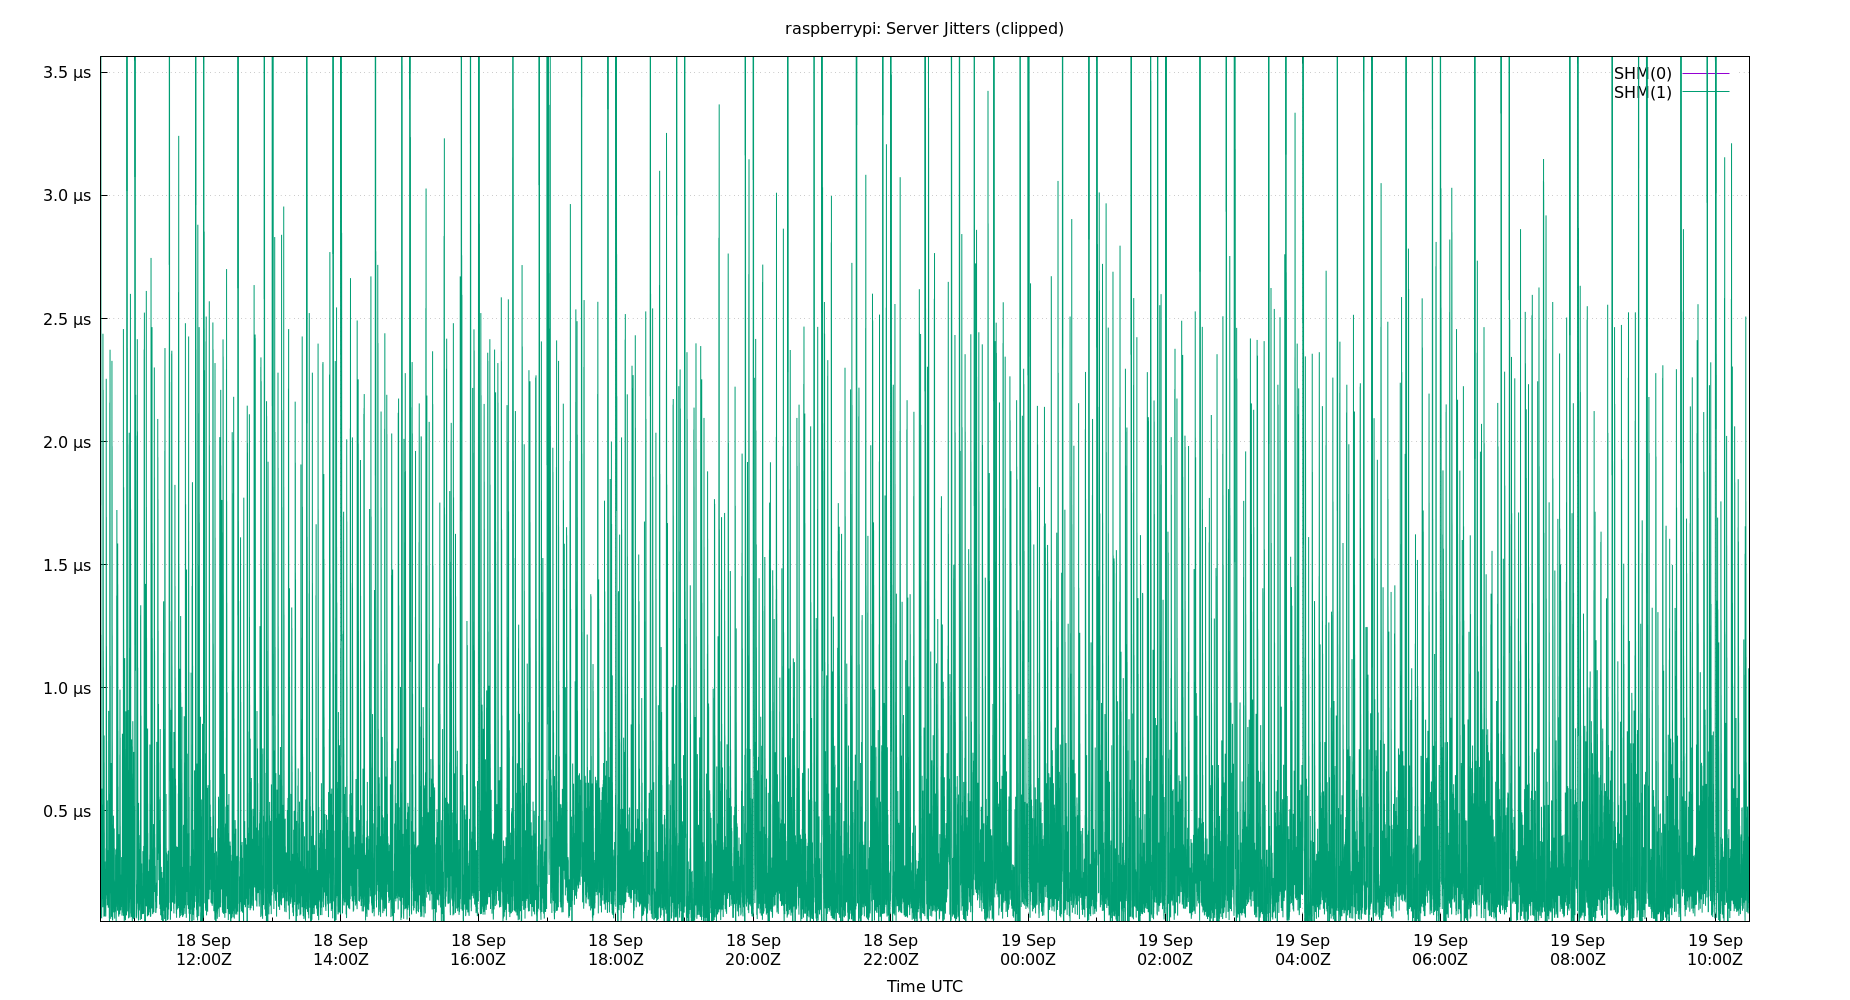 raspberrypi: Server Jitters (clipped)
3.5 µs
3.0 µs
2.5 µs
2.0 µs
1.5 µs
1.0 µs
0.5 µs
SHM(0)
SHM(1)
18 Sep 18 Sep 18 Sep 18 Sep 18 Sep 18 Sep 19 Sep 19 Sep 19 Sep 19 Sep 19 Sep 19 Sep
12:00Z 14:00Z 16:00Z 18:00Z 20:00Z 22:00Z 00:00Z 02:00Z 04:00Z 06:00Z 08:00Z 10:00Z
Time UTC